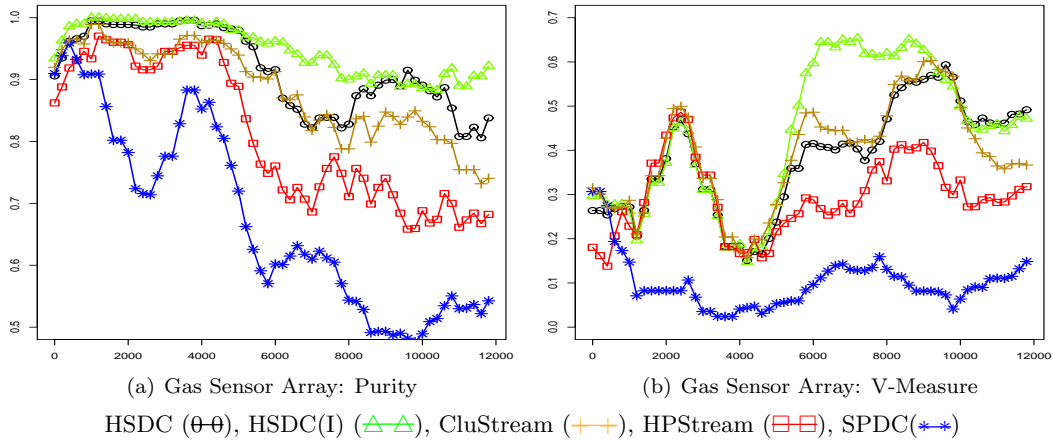 1.0
0.9
0.8
0.7
0.6
0.5
0 2000 4000 6000 8000 10000 12000
0.7
0.6
0.5
0.4
0.3
0.2
0.1
0.0
0 2000 4000 6000 8000 10000 12000
(a) Gas Sensor Array: Purity
(b) Gas Sensor Array: V-Measure
HSDC (), HSDC(I) (), CluStream (), HPStream (), SPDC()